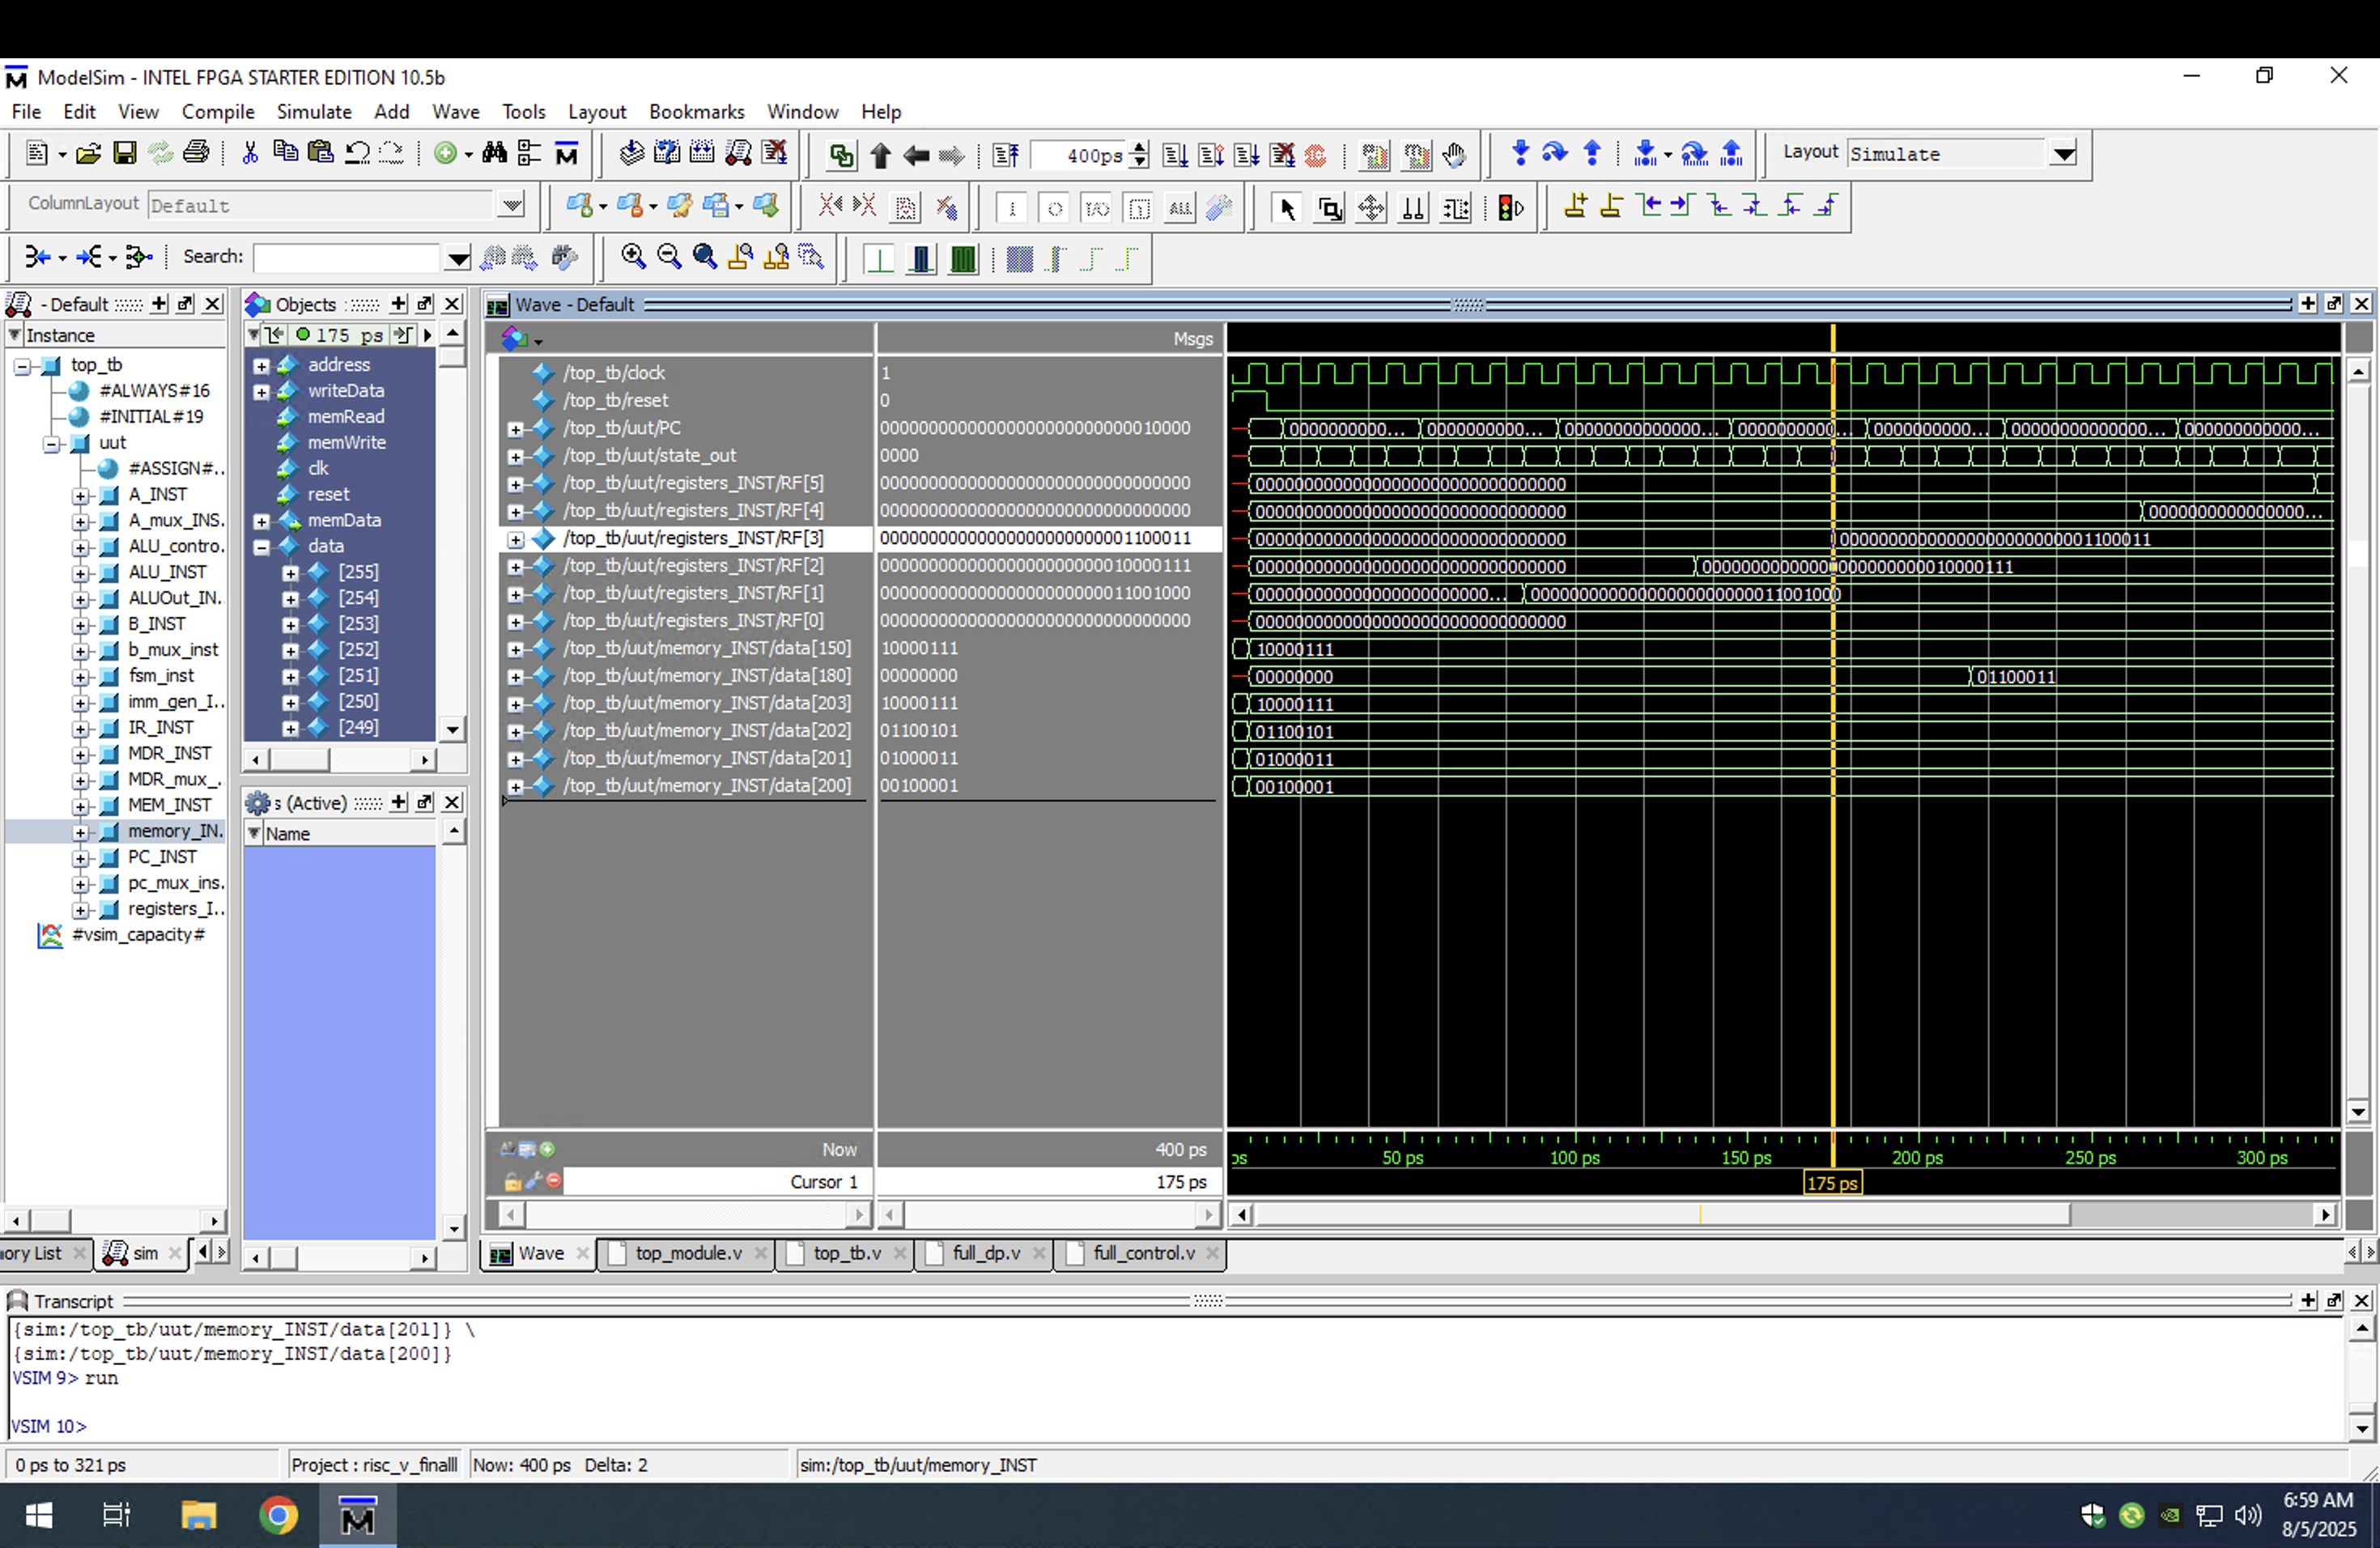 ModelSim - INTEL FPGA STARTER EDITION 10.5b
File Edit View Compile Simulate Add Wave Tools Layout Bookmarks Window Help
400ps
Layout Simulate
ColumnLayout Default
Search:
- Default
Instance
top_tb
#ALWAYS#16
#INITIAL#19
uut
#ASSIGN#..
A_INST
A_mux_INS.
ALU_contro.
ALU_INST
ALUOut_IN..
B_INST
b_mux_inst
fsm_inst
imm_gen_I..
IR_INST
MDR_INST
MDR_mux_..
MEM_INST
memory_IN.
PC_INST
pc_mux_ins.
registers_I..
#vsim_capacity#
ory List
sim
Objects
175 ps
address
writeData
memRead
memWrite
clk
reset
memData
data
[255]
[254]
[253]
[252]
[251]
[250]
[249]
s (Active)
Name
Wave - Default
Msgs
/top_tb/clock 1
/top_tb/reset 0
/top_tb/uut/PC 00000000000000000000000000010000
/top_tb/uut/state_out 0000
/top_tb/uut/registers_INST/RF[5] 00000000000000000000000000000000
/top_tb/uut/registers_INST/RF[4] 00000000000000000000000000000000
/top_tb/uut/registers_INST/RF[3] 00000000000000000000000001100011
/top_tb/uut/registers_INST/RF[2] 00000000000000000000000010000111
/top_tb/uut/registers_INST/RF[1] 00000000000000000000000011001000
/top_tb/uut/registers_INST/RF[0] 00000000000000000000000000000000
/top_tb/uut/memory_INST/data[150] 10000111
/top_tb/uut/memory_INST/data[180] 00000000
/top_tb/uut/memory_INST/data[203] 10000111
/top_tb/uut/memory_INST/data[202] 01100101
/top_tb/uut/memory_INST/data[201] 01000011
/top_tb/uut/memory_INST/data[200] 00100001
0000000000... 0000000000... 0000000000000... 0000000000... 0000000000... 0000000000000... 000000000000...
00000000000000000000000000000000
00000000000000000000000000000000 000000000000000...
00000000000000000000000000000000 00000000000000000000000001100011
00000000000000000000000000000000 00000000000000000000000010000111
000000000000000000000000... 00000000000000000000000011001000
00000000000000000000000000000000
10000111
00000000 01100011
10000111
01100101
01000011
00100001
Now 400 ps
Cursor 1 175 ps
ps 50 ps 100 ps 150 ps 200 ps 250 ps 300 ps
175 ps
Wave top_module.v top_tb.v full_dp.v full_control.v
Transcript
{sim:/top_tb/uut/memory_INST/data[201]} \
{sim:/top_tb/uut/memory_INST/data[200]}
VSIM 9> run
VSIM 10>
0 ps to 321 ps Project : risc_v_finalll Now: 400 ps Delta: 2 sim:/top_tb/uut/memory_INST
6:59 AM
8/5/2025